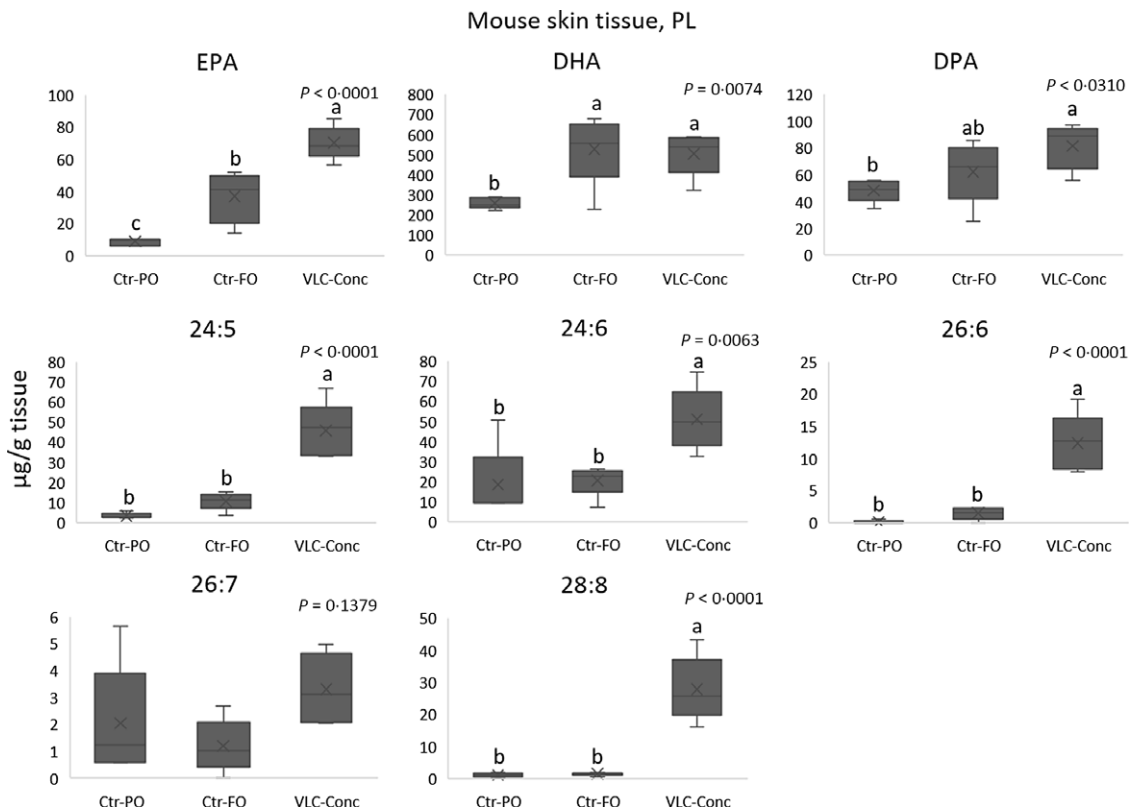 Mouse skin tissue, PL
EPA
P < 0·0001
100
80
60
40
20
0
c
b
a
Ctr-PO Ctr-FO VLC-Conc
DHA
P = 0·0074
800
700
600
500
400
300
200
100
0
b
a
a
Ctr-PO Ctr-FO VLC-Conc
DPA
P < 0·0310
120
100
80
60
40
20
0
b
ab
a
Ctr-PO Ctr-FO VLC-Conc
μg/g tissue
24:5
P < 0·0001
80
70
60
50
40
30
20
10
0
b
b
a
Ctr-PO Ctr-FO VLC-Conc
24:6
P = 0·0063
80
70
60
50
40
30
20
10
0
b
b
a
Ctr-PO Ctr-FO VLC-Conc
26:6
P < 0·0001
25
20
15
10
5
0
b
b
a
Ctr-PO Ctr-FO VLC-Conc
26:7
P = 0·1379
6
5
4
3
2
1
0
Ctr-PO Ctr-FO VLC-Conc
28:8
P < 0·0001
50
40
30
20
10
0
b
b
a
Ctr-PO Ctr-FO VLC-Conc